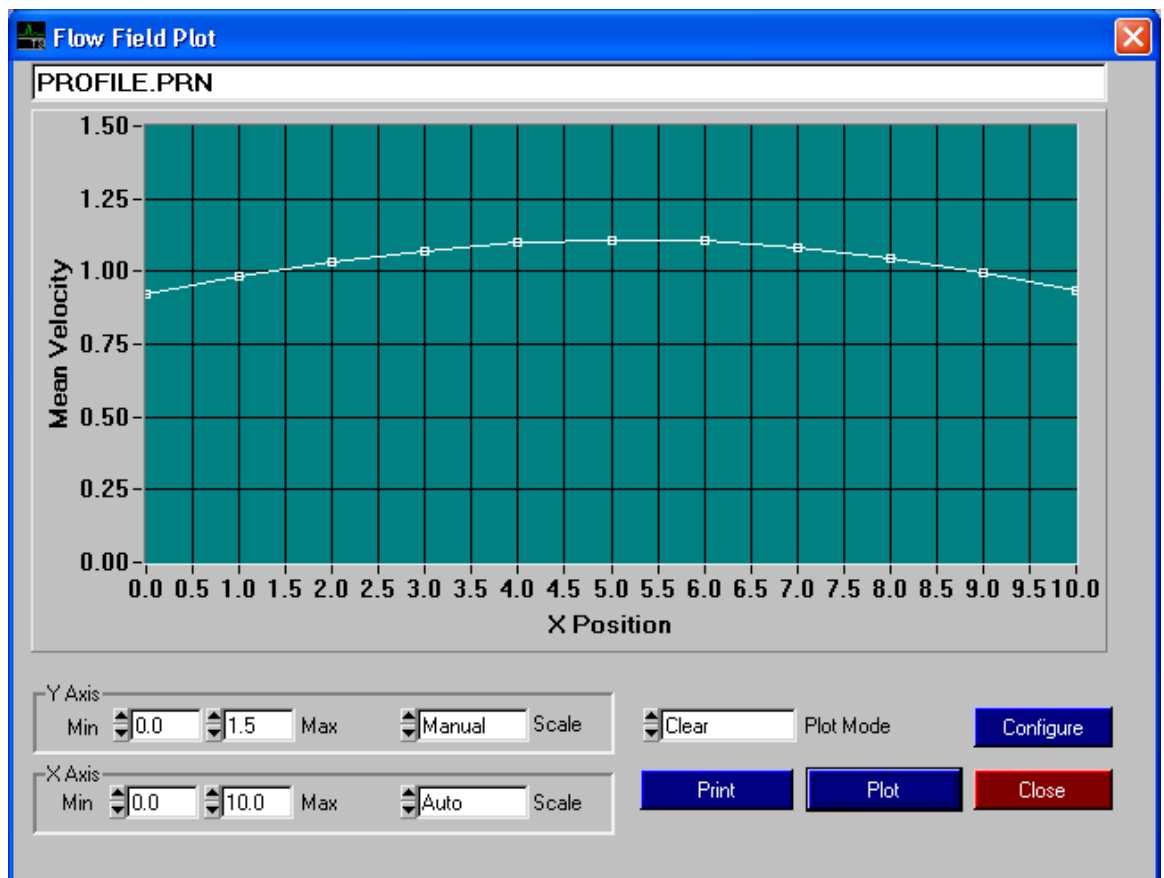 Flow Field Plot
PROFILE.PRN
1.50
1.25
1.00
0.75
0.50
0.25
0.00
Mean Velocity
0.0 0.5 1.0 1.5 2.0 2.5 3.0 3.5 4.0 4.5 5.0 5.5 6.0 6.5 7.0 7.5 8.0 8.5 9.0 9.5 10.0
X Position
Y Axis
Min 0.0 1.5 Max Manual Scale
Clear Plot Mode Configure
X Axis
Min 0.0 10.0 Max Auto Scale
Print Plot Close